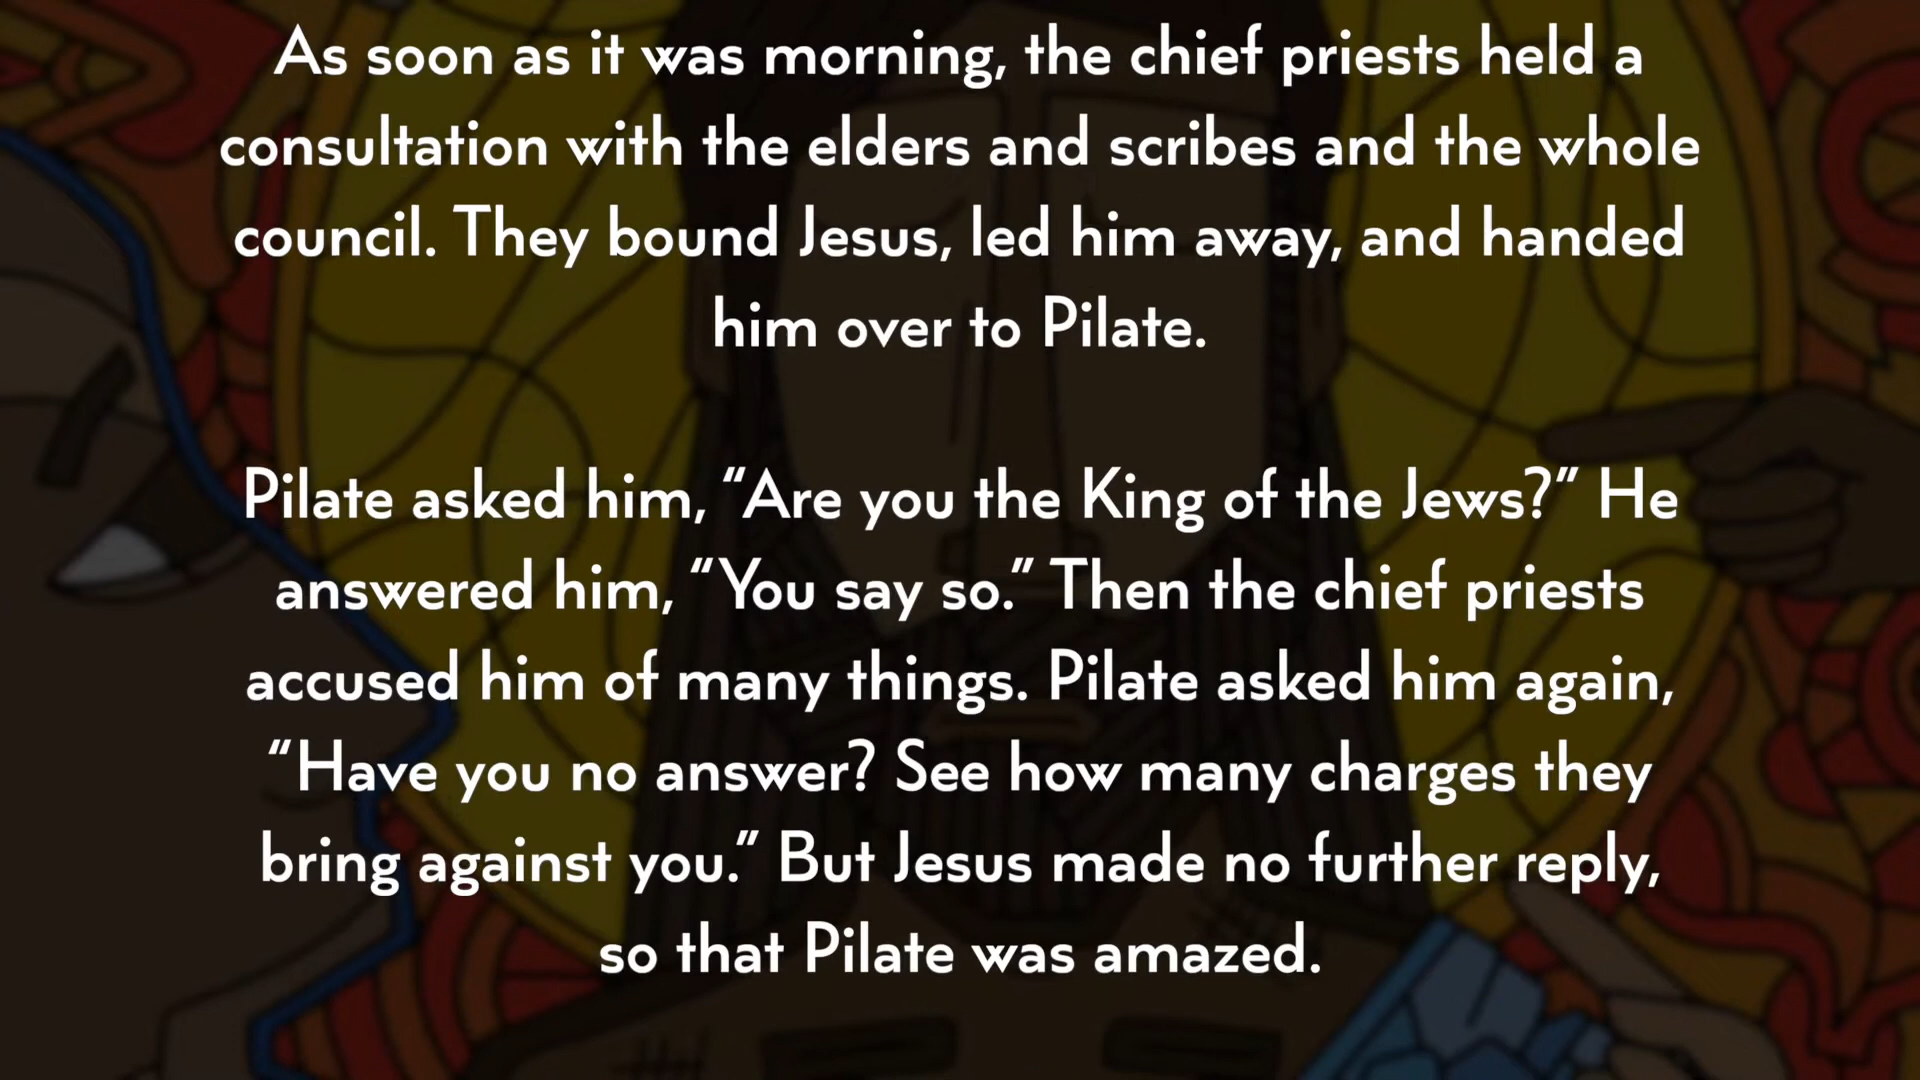 As soon as it was morning, the chief priests held a
consultation with the elders and scribes and the whole
council. They bound Jesus, led him away, and handed
him over to Pilate.
Pilate asked him, “Are you the King of the Jews?” He
answered him, “You say so.” Then the chief priests
accused him of many things. Pilate asked him again,
“Have you no answer? See how many charges they
bring against you.” But Jesus made no further reply,
so that Pilate was amazed.